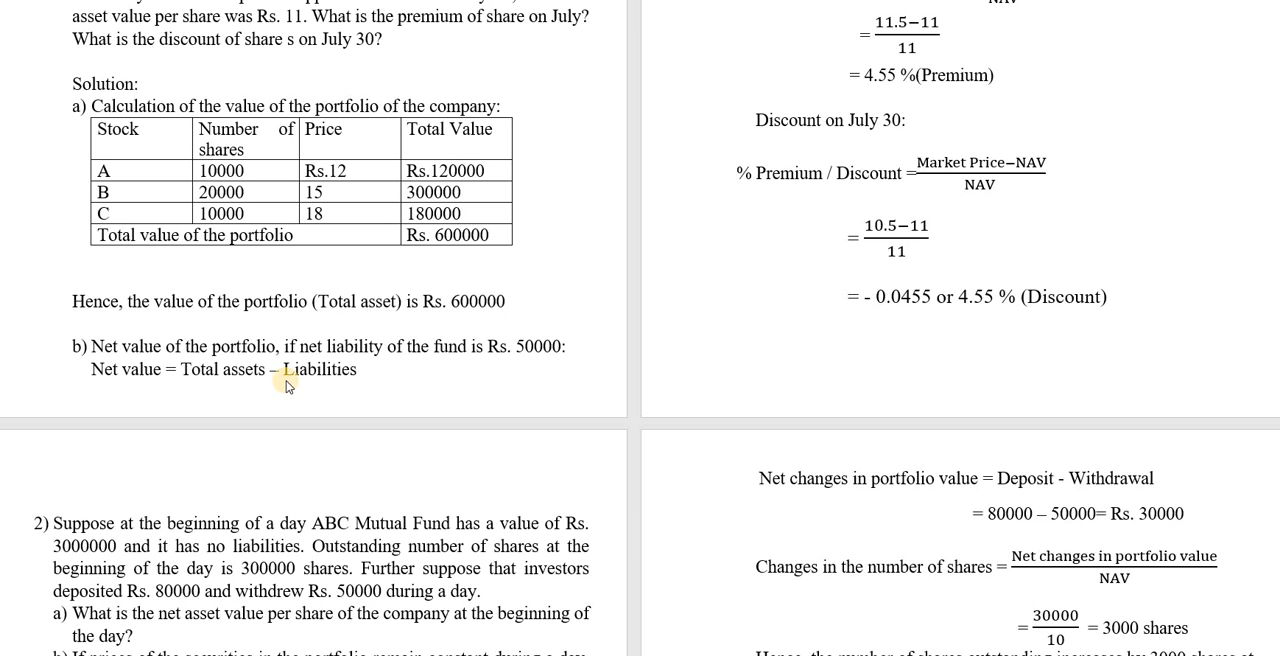 asset value per share was Rs. 11. What is the premium of share on July?
What is the discount of share s on July 30?
Solution:
a) Calculation of the value of the portfolio of the company:
Stock Number of shares Price Total Value
A 10000 Rs.12 Rs.120000
B 20000 15 300000
C 10000 18 180000
Total value of the portfolio Rs. 600000
Hence, the value of the portfolio (Total asset) is Rs. 600000
b) Net value of the portfolio, if net liability of the fund is Rs. 50000:
Net value = Total assets – Liabilities
= 11.5−11
11
= 4.55 %(Premium)
Discount on July 30:
% Premium / Discount = Market Price−NAV
NAV
= 10.5−11
11
= - 0.0455 or 4.55 % (Discount)
2) Suppose at the beginning of a day ABC Mutual Fund has a value of Rs.
3000000 and it has no liabilities. Outstanding number of shares at the
beginning of the day is 300000 shares. Further suppose that investors
deposited Rs. 80000 and withdrew Rs. 50000 during a day.
a) What is the net asset value per share of the company at the beginning of
the day?
Net changes in portfolio value = Deposit - Withdrawal
= 80000 – 50000= Rs. 30000
Changes in the number of shares = Net changes in portfolio value
NAV
= 30000
10
= 3000 shares